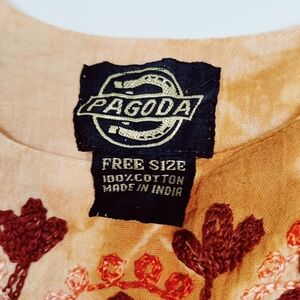 PAGODA
FREE SIZE
100% COTTON
MADE IN INDIA